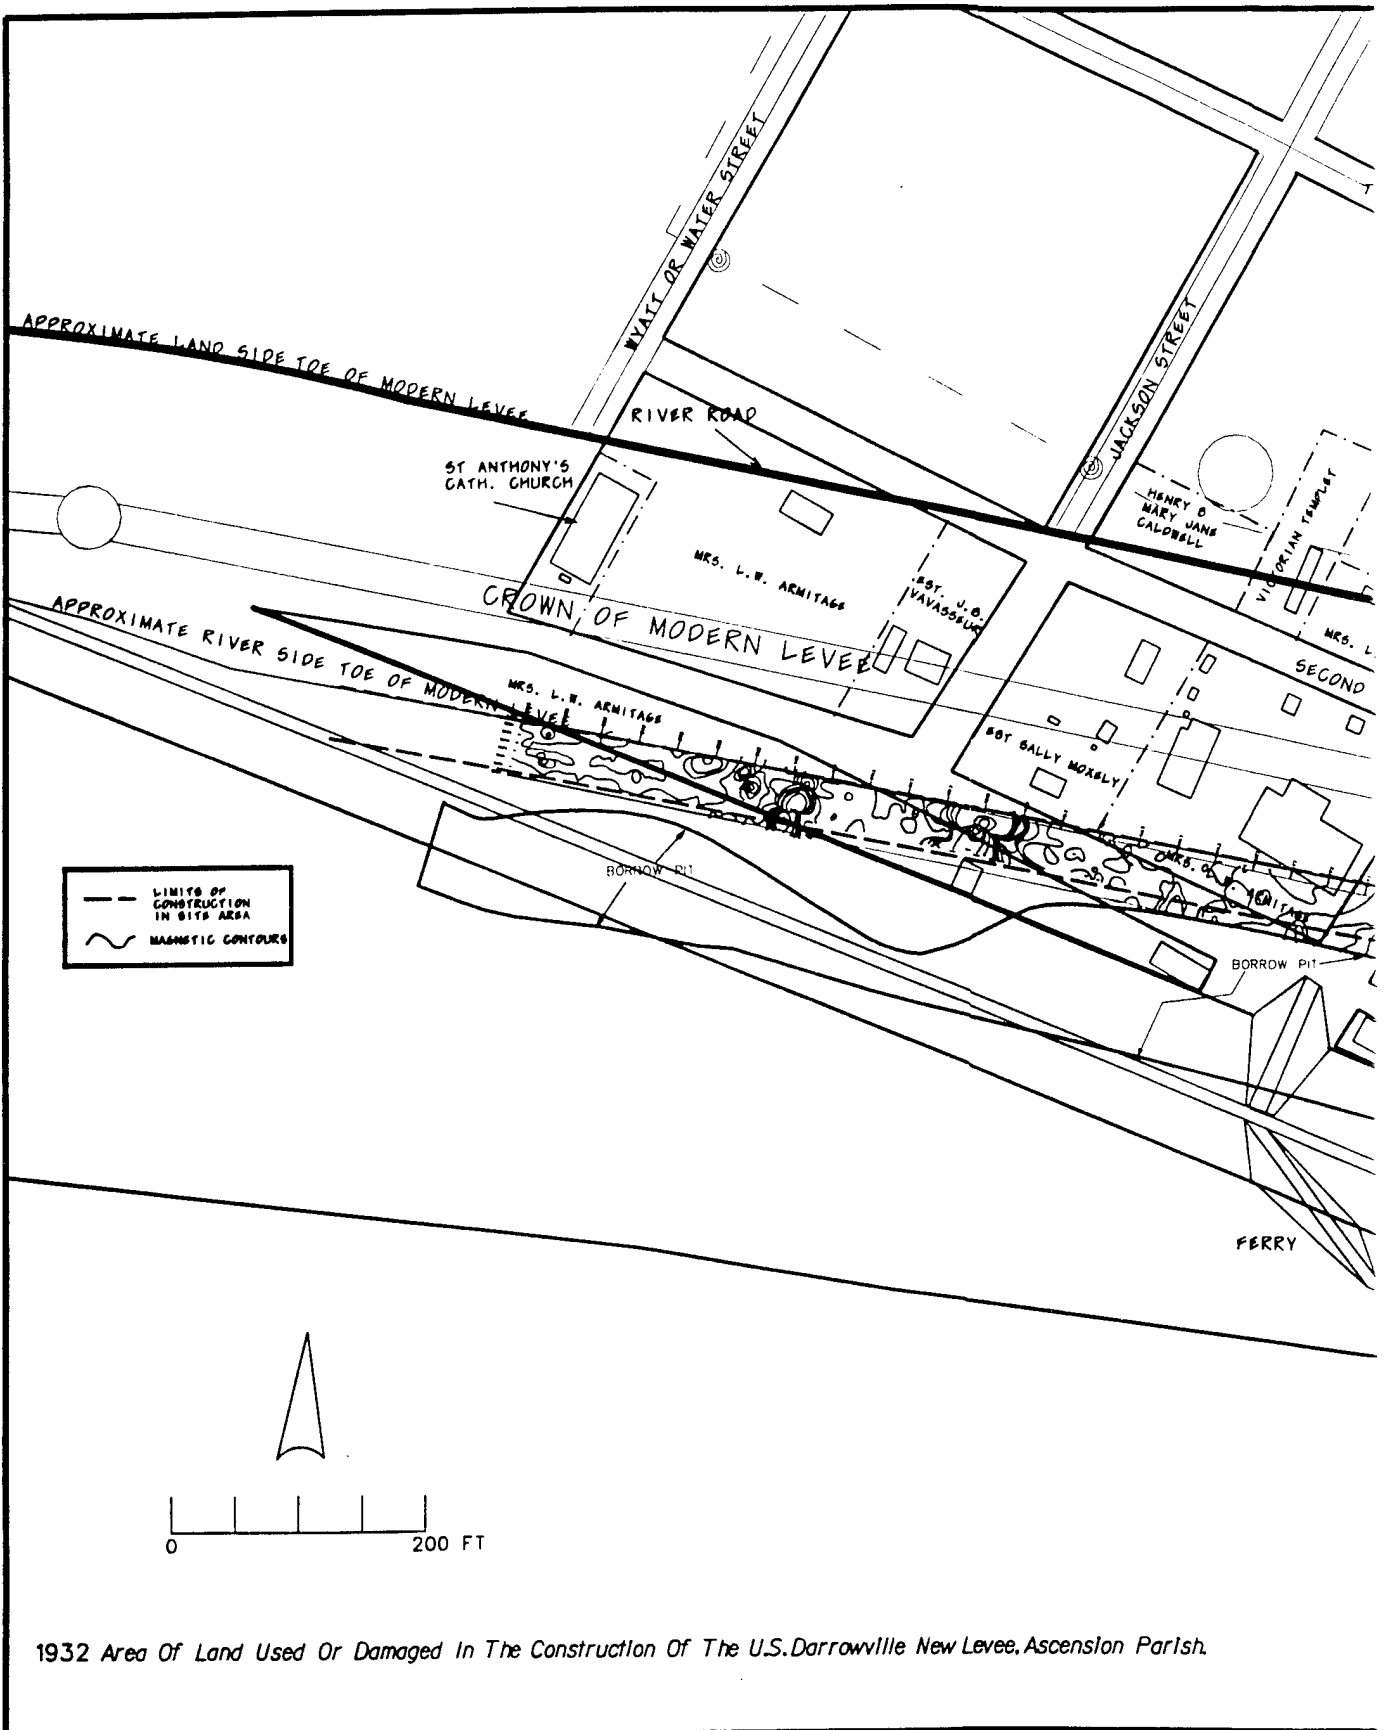 WYATT OR WATER STREET
JACKSON STREET
APPROXIMATE LAND SIDE TOE OF MODERN LEVEE
RIVER ROAD
ST ANTHONY'S
CATH. CHURCH
HENRY &
MARY JANE
CALDWELL
VICTORIAN TEMPLET
MRS. L.W. ARMITAGE
EST. J.B.
VAVASSEUR
CROWN OF MODERN LEVEE
APPROXIMATE RIVER SIDE TOE OF MODERN LEVEE
MRS. L.
SECOND
MRS. L.W. ARMITAGE
EST SALLY MOXELY
BORROW PIT
LIMITS OF
CONSTRUCTION
IN SITE AREA
MAGNETIC CONTOURS
BORROW PIT
FERRY
0
200 FT
1932 Area Of Land Used Or Damaged In The Construction Of The U.S. Darrowville New Levee, Ascension Parish.